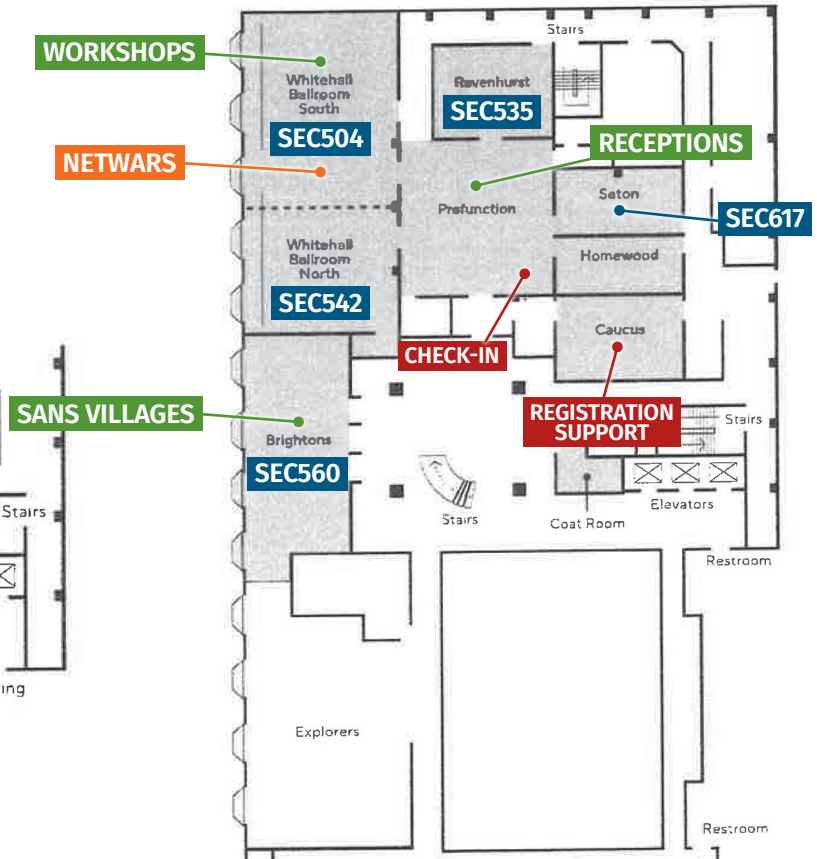 Stairs
WORKSHOPS
Whitehall
Ballroom
South
SEC504
Ravenhurst
SEC535
RECEPTIONS
NETWARS
Prefunction
Seton
SEC617
Whitehall
Ballroom
North
SEC542
Homewood
CHECK-IN
Caucus
SANS VILLAGES
Brightons
SEC560
REGISTRATION
SUPPORT
Stairs
Stairs
Stairs
Coat Room
Elevators
Restroom
ing
Explorers
Restroom